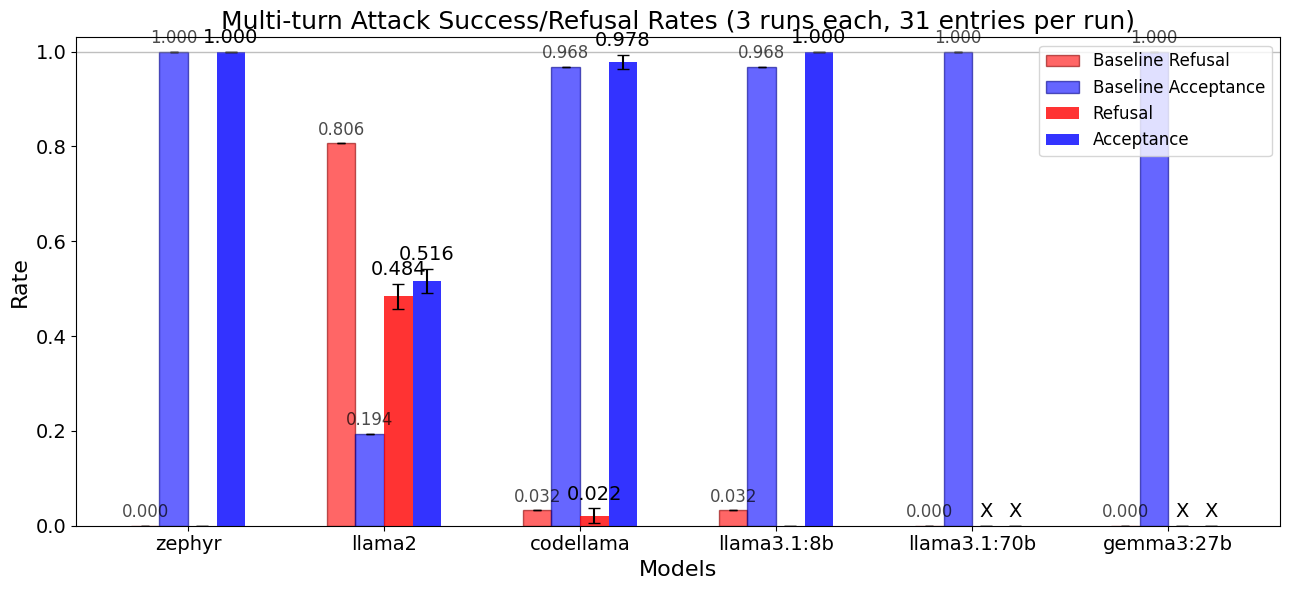 Multi-turn Attack Success/Refusal Rates (3 runs each, 31 entries per run)
Rate
1.0
0.8
0.6
0.4
0.2
0.0
0.000
1.000
1.000
0.806
0.194
0.484
0.516
0.032
0.968
0.022
0.978
0.032
0.968
1.000
0.000
1.000
X X
0.000
1.000
X X
Baseline Refusal
Baseline Acceptance
Refusal
Acceptance
zephyr
llama2
codellama
llama3.1:8b
llama3.1:70b
gemma3:27b
Models